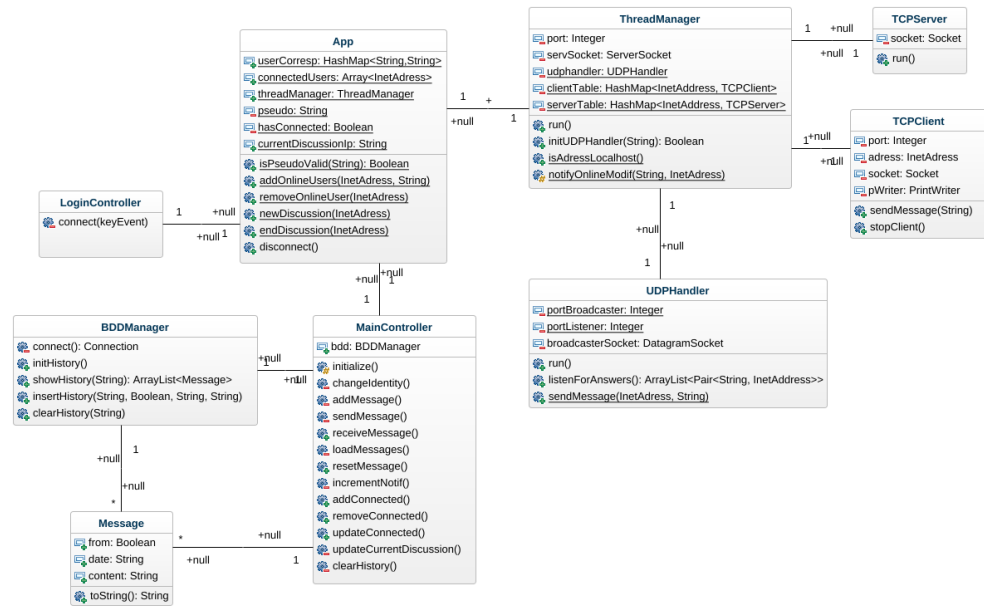 App
userCorresp: HashMap<String,String>
connectedUsers: Array<InetAdress>
threadManager: ThreadManager
pseudo: String
hasConnected: Boolean
currentDiscussionIp: String
isPseudoValid(String): Boolean
addOnlineUsers(InetAdress, String)
removeOnlineUser(InetAdress)
newDiscussion(InetAdress)
endDiscussion(InetAdress)
disconnect()
1
+
+null
1
ThreadManager
port: Integer
servSocket: ServerSocket
udphandler: UDPHandler
clientTable: HashMap<InetAddress, TCPClient>
serverTable: HashMap<InetAddress, TCPServer>
run()
initUDPHandler(String): Boolean
isAdressLocalhost()
notifyOnlineModif(String, InetAdress)
1
+null
+null
1
TCPServer
socket: Socket
run()
1
+null
+null
1
TCPClient
port: Integer
adress: InetAdress
socket: Socket
pWriter: PrintWriter
sendMessage(String)
stopClient()
1
+null
+null
1
UDPHandler
portBroadcaster: Integer
portListener: Integer
broadcasterSocket: DatagramSocket
run()
listenForAnswers(): ArrayList<Pair<String, InetAddress>>
sendMessage(InetAdress, String)
LoginController
connect(keyEvent)
1
+null
+null
1
+null
+null
1
1
BDDManager
connect(): Connection
initHistory()
showHistory(String): ArrayList<Message>
insertHistory(String, Boolean, String, String)
clearHistory(String)
+null
1
+null
1
MainController
bdd: BDDManager
initialize()
changeIdentity()
addMessage()
sendMessage()
receiveMessage()
loadMessages()
resetMessage()
incrementNotif()
addConnected()
removeConnected()
updateConnected()
updateCurrentDiscussion()
clearHistory()
1
+null
+null
*
Message
from: Boolean
date: String
content: String
toString(): String
*
+null
+null
1